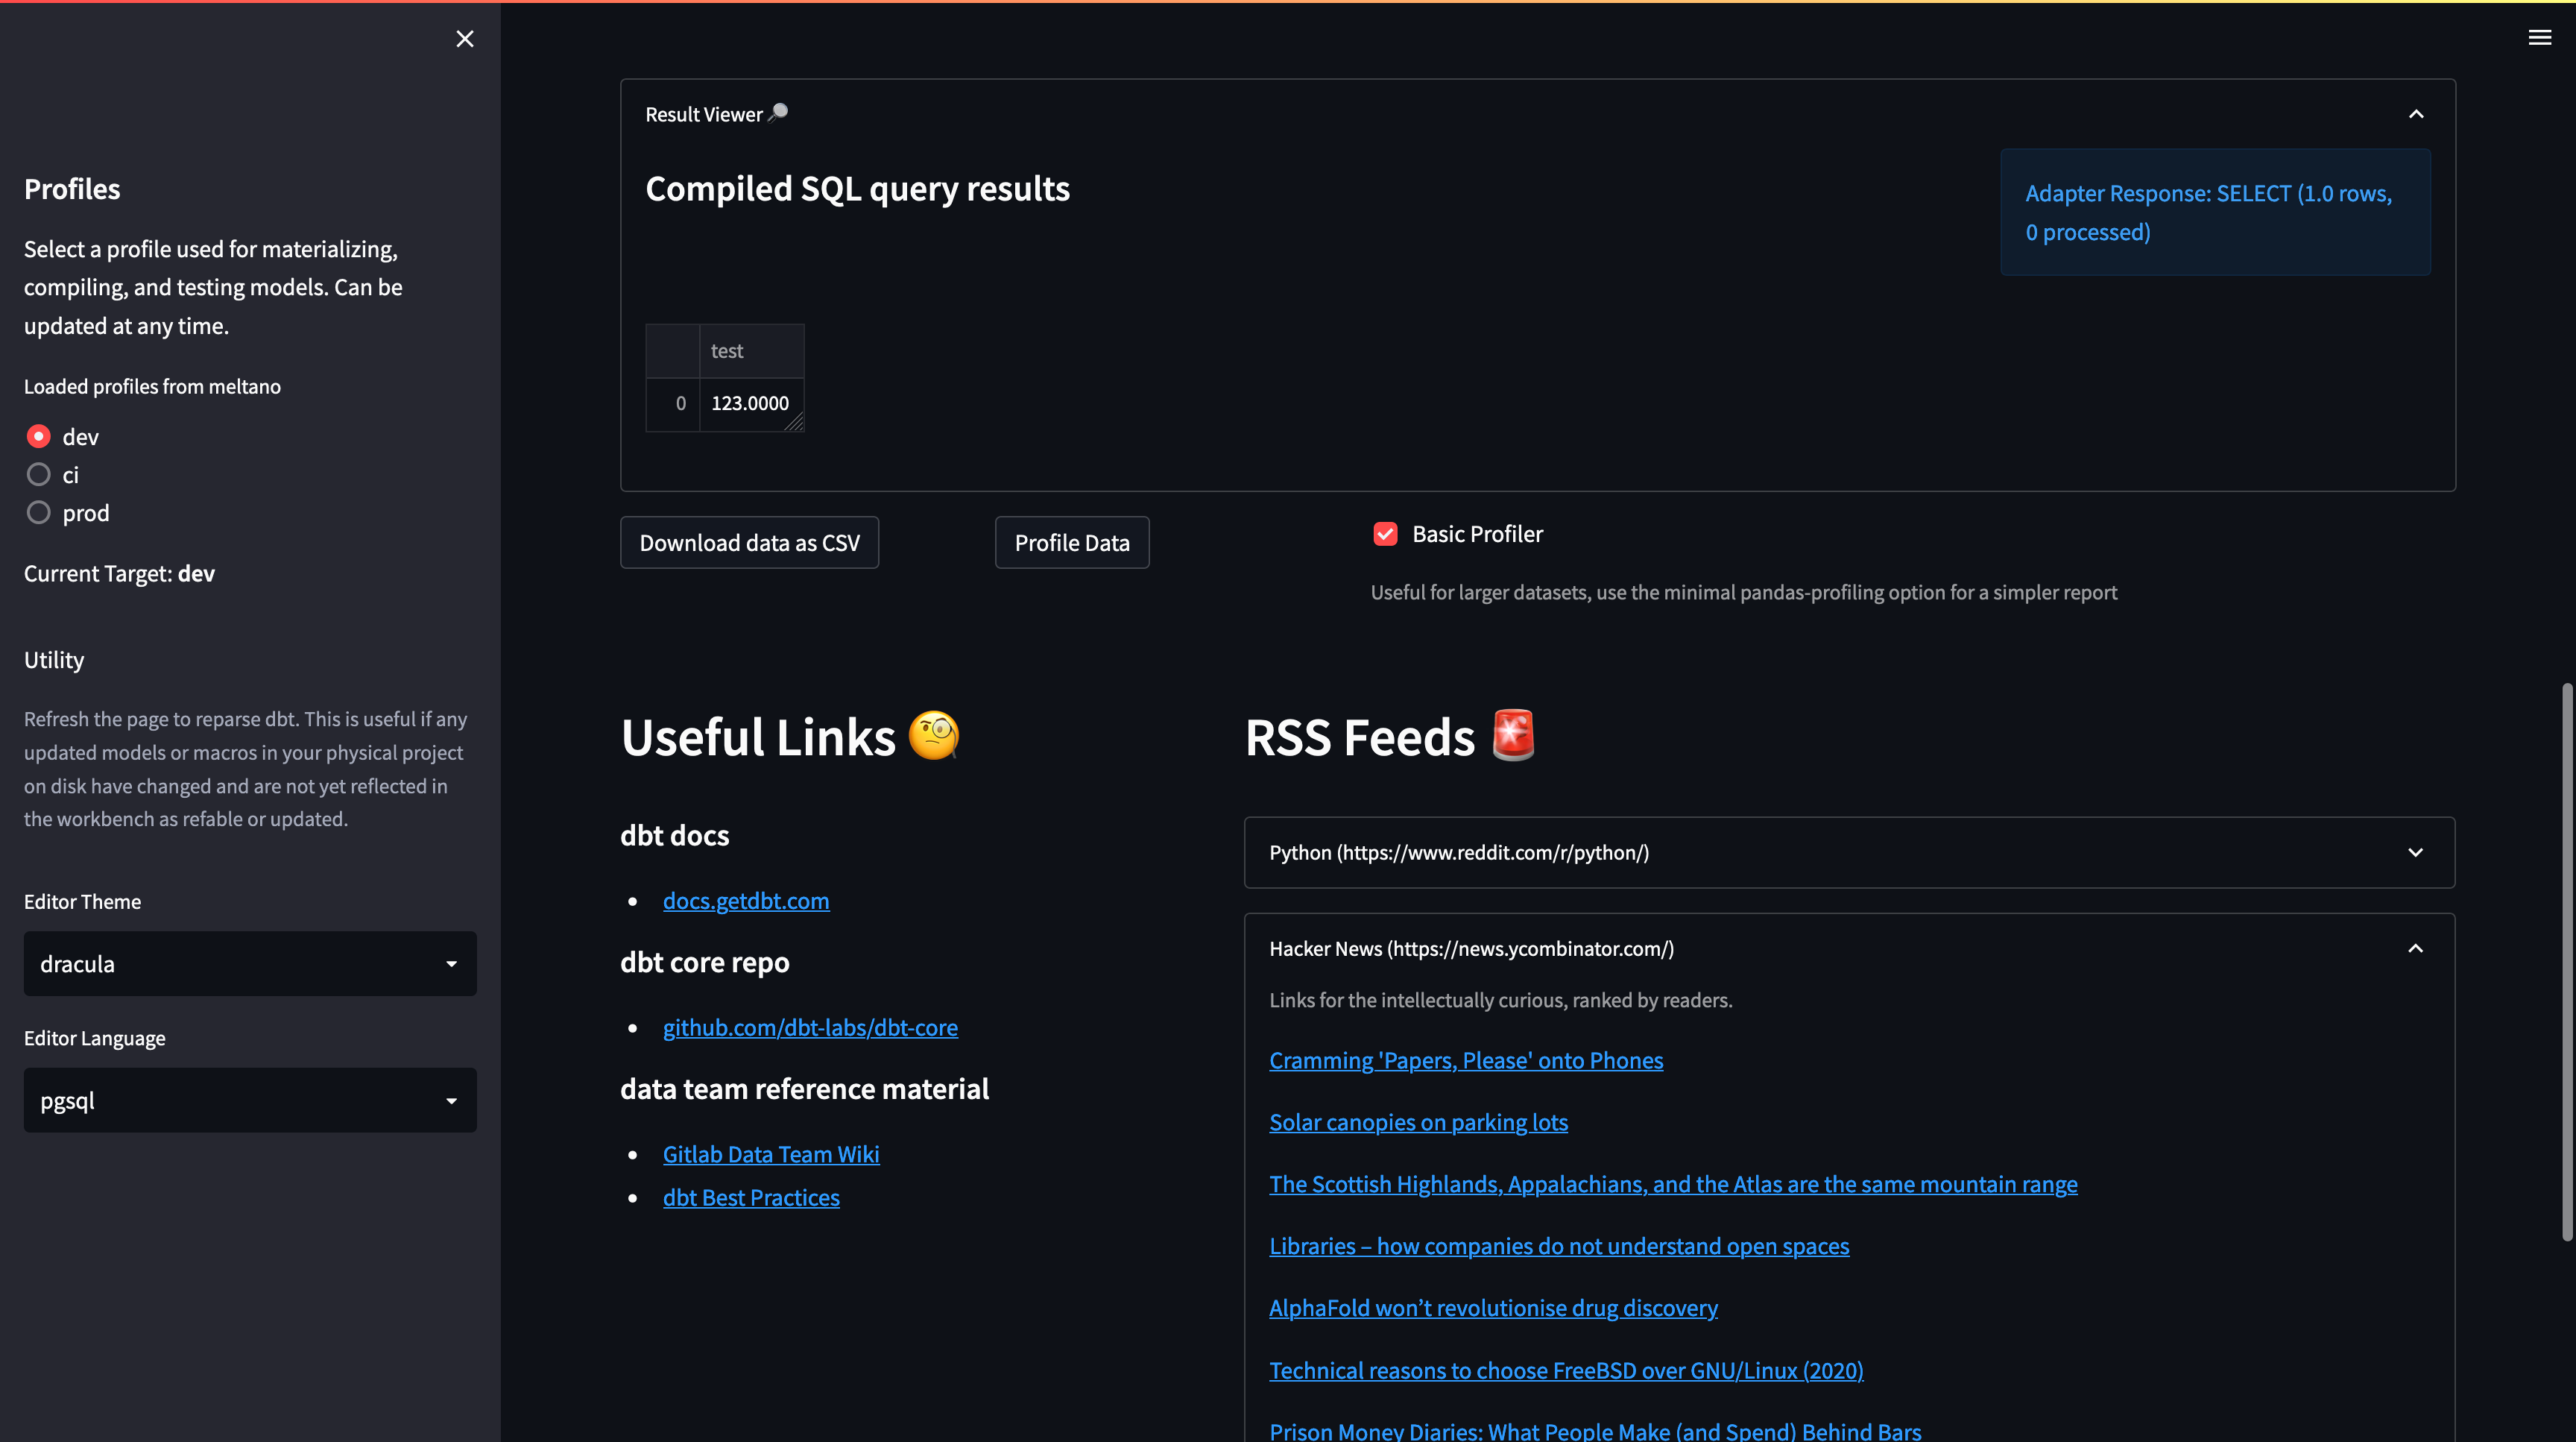 Profiles
Select a profile used for materializing,
compiling, and testing models. Can be
updated at any time.
Loaded profiles from meltano
dev
ci
prod
Current Target: dev
Utility
Refresh the page to reparse dbt. This is useful if any
updated models or macros in your physical project
on disk have changed and are not yet reflected in
the workbench as refable or updated.
Editor Theme
dracula
Editor Language
pgsql
Result Viewer
Compiled SQL query results
Adapter Response: SELECT (1.0 rows,
0 processed)
test
0 123.0000
Download data as CSV
Profile Data
Basic Profiler
Useful for larger datasets, use the minimal pandas-profiling option for a simpler report
Useful Links
dbt docs
docs.getdbt.com
dbt core repo
github.com/dbt-labs/dbt-core
data team reference material
Gitlab Data Team Wiki
dbt Best Practices
RSS Feeds
Python (https://www.reddit.com/r/python/)
Hacker News (https://news.ycombinator.com/)
Links for the intellectually curious, ranked by readers.
Cramming 'Papers, Please' onto Phones
Solar canopies on parking lots
The Scottish Highlands, Appalachians, and the Atlas are the same mountain range
Libraries – how companies do not understand open spaces
AlphaFold won’t revolutionise drug discovery
Technical reasons to choose FreeBSD over GNU/Linux (2020)
Prison Money Diaries: What People Make (and Spend) Behind Bars